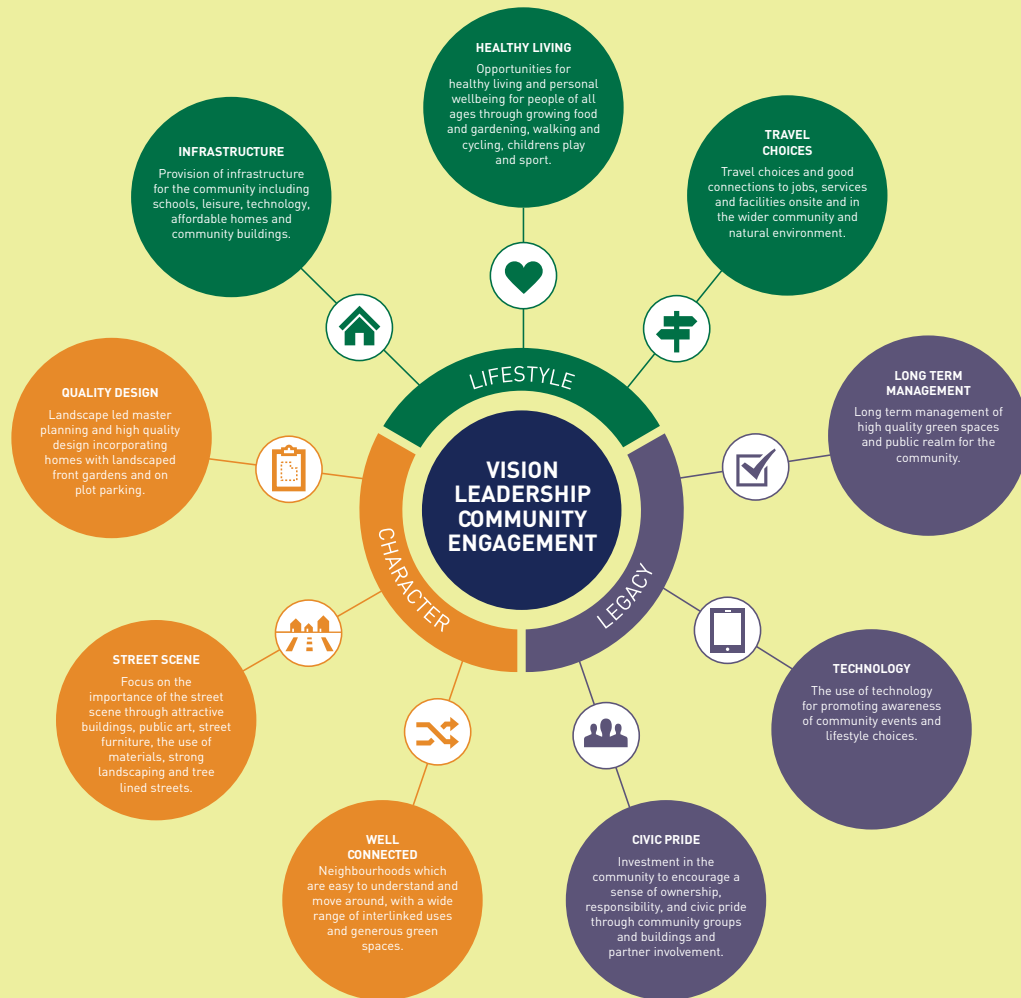 HEALTHY LIVING
Opportunities for
healthy living and personal
wellbeing for people of all
ages through growing food
and gardening, walking and
cycling, childrens play
and sport.
INFRASTRUCTURE
Provision of infrastructure
for the community including
schools, leisure, technology,
affordable homes and
community buildings.
TRAVEL
CHOICES
Travel choices and good
connections to jobs, services
and facilities onsite and in
the wider community and
natural environment.
QUALITY DESIGN
Landscape led master
planning and high quality
design incorporating
homes with landscaped
front gardens and on
plot parking.
LIFESTYLE
LONG TERM
MANAGEMENT
Long term management of
high quality green spaces
and public realm for the
community.
VISION
LEADERSHIP
COMMUNITY
ENGAGEMENT
CHARACTER
LEGACY
STREET SCENE
Focus on the
importance of the street
scene through attractive
buildings, public art, street
furniture, the use of
materials, strong
landscaping and tree
lined streets.
TECHNOLOGY
The use of technology
for promoting awareness
of community events and
lifestyle choices.
WELL
CONNECTED
Neighbourhoods which
are easy to understand and
move around, with a wide
range of interlinked uses
and generous green
spaces.
CIVIC PRIDE
Investment in the
community to encourage a
sense of ownership,
responsibility, and civic pride
through community groups
and buildings and
partner involvement.